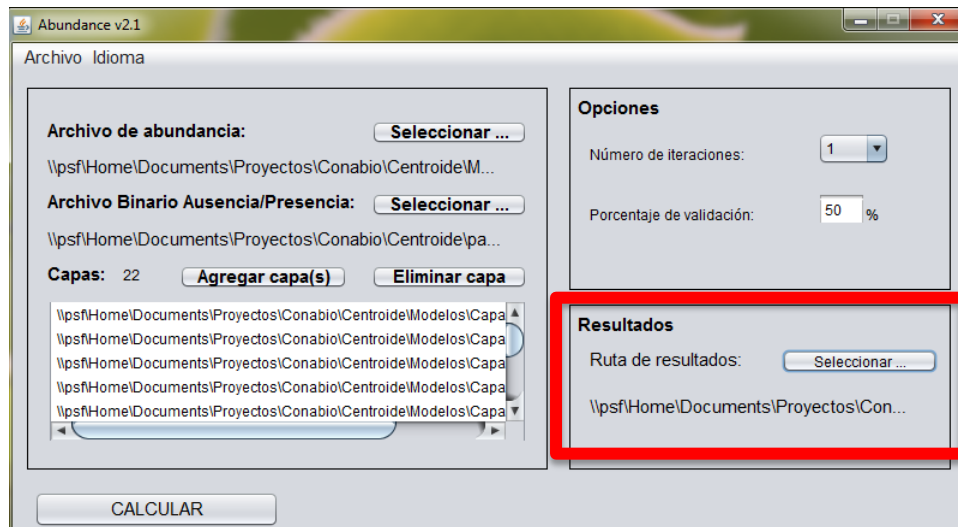 Abundance v2.1
Archivo Idioma
Archivo de abundancia: Seleccionar ...
\\psf\Home\Documents\Proyectos\Conabio\Centroide\M...
Archivo Binario Ausencia/Presencia: Seleccionar ...
\\psf\Home\Documents\Proyectos\Conabio\Centroide\pa...
Capas: 22 Agregar capa(s) Eliminar capa
\\psf\Home\Documents\Proyectos\Conabio\Centroide\Modelos\Capa
\\psf\Home\Documents\Proyectos\Conabio\Centroide\Modelos\Capa
\\psf\Home\Documents\Proyectos\Conabio\Centroide\Modelos\Capa
\\psf\Home\Documents\Proyectos\Conabio\Centroide\Modelos\Capa
\\psf\Home\Documents\Proyectos\Conabio\Centroide\Modelos\Capa
CALCULAR
Opciones
Número de iteraciones: 1
Porcentaje de validación: 50 %
Resultados
Ruta de resultados: Seleccionar ...
\\psf\Home\Documents\Proyectos\Con...